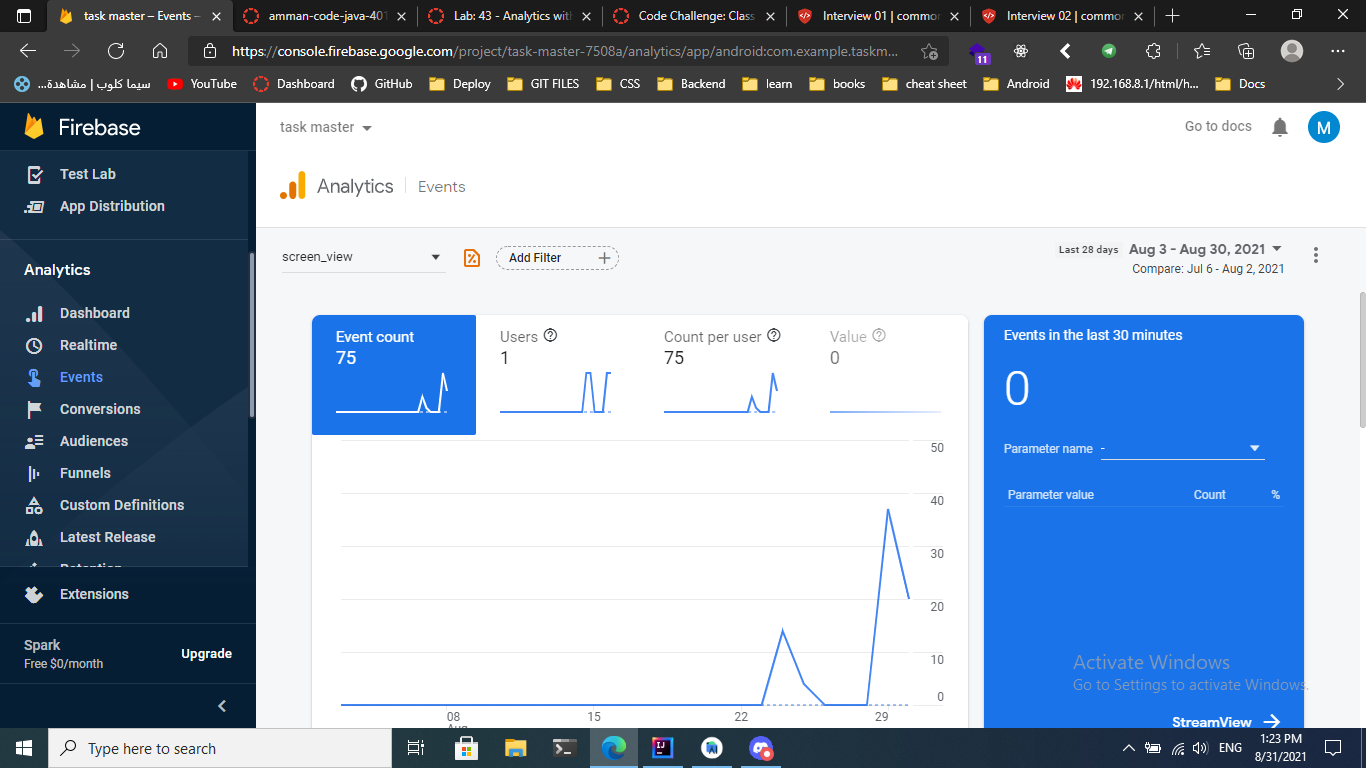 task master – Events –
amman-code-java-401
Lab: 43 - Analytics with
Code Challenge: Class
Interview 01 | common
Interview 02 | common
https://console.firebase.google.com/project/task-master-7508a/analytics/app/android:com.example.taskm...
11
سيما كلوب | مشاهدة...
YouTube
Dashboard
GitHub
Deploy
GIT FILES
CSS
Backend
learn
books
cheat sheet
Android
192.168.8.1/html/h...
Docs
Firebase
Test Lab
App Distribution
Analytics
Dashboard
Realtime
Events
Conversions
Audiences
Funnels
Custom Definitions
Latest Release
Retention
Extensions
Spark
Free $0/month
Upgrade
task master
Go to docs
M
Analytics
Events
screen_view
Add Filter
Last 28 days
Aug 3 - Aug 30, 2021
Compare: Jul 6 - Aug 2, 2021
Event count
75
Users
1
Count per user
75
Value
0
50
40
30
20
10
0
08
Aug
15
22
29
Events in the last 30 minutes
0
Parameter name -
Parameter value
Count
%
Activate Windows
Go to Settings to activate Windows.
StreamView
Type here to search
ENG
1:23 PM
8/31/2021